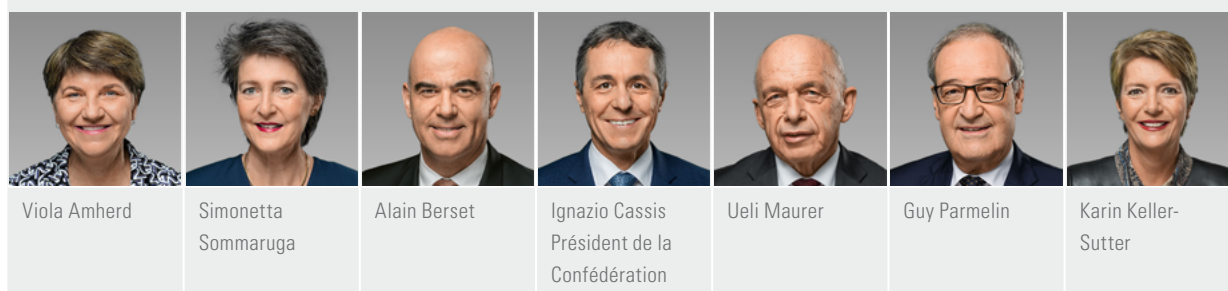 Viola Amherd
Simonetta
Sommaruga
Alain Berset
Ignazio Cassis
Président de la
Confédération
Ueli Maurer
Guy Parmelin
Karin Keller-
Sutter